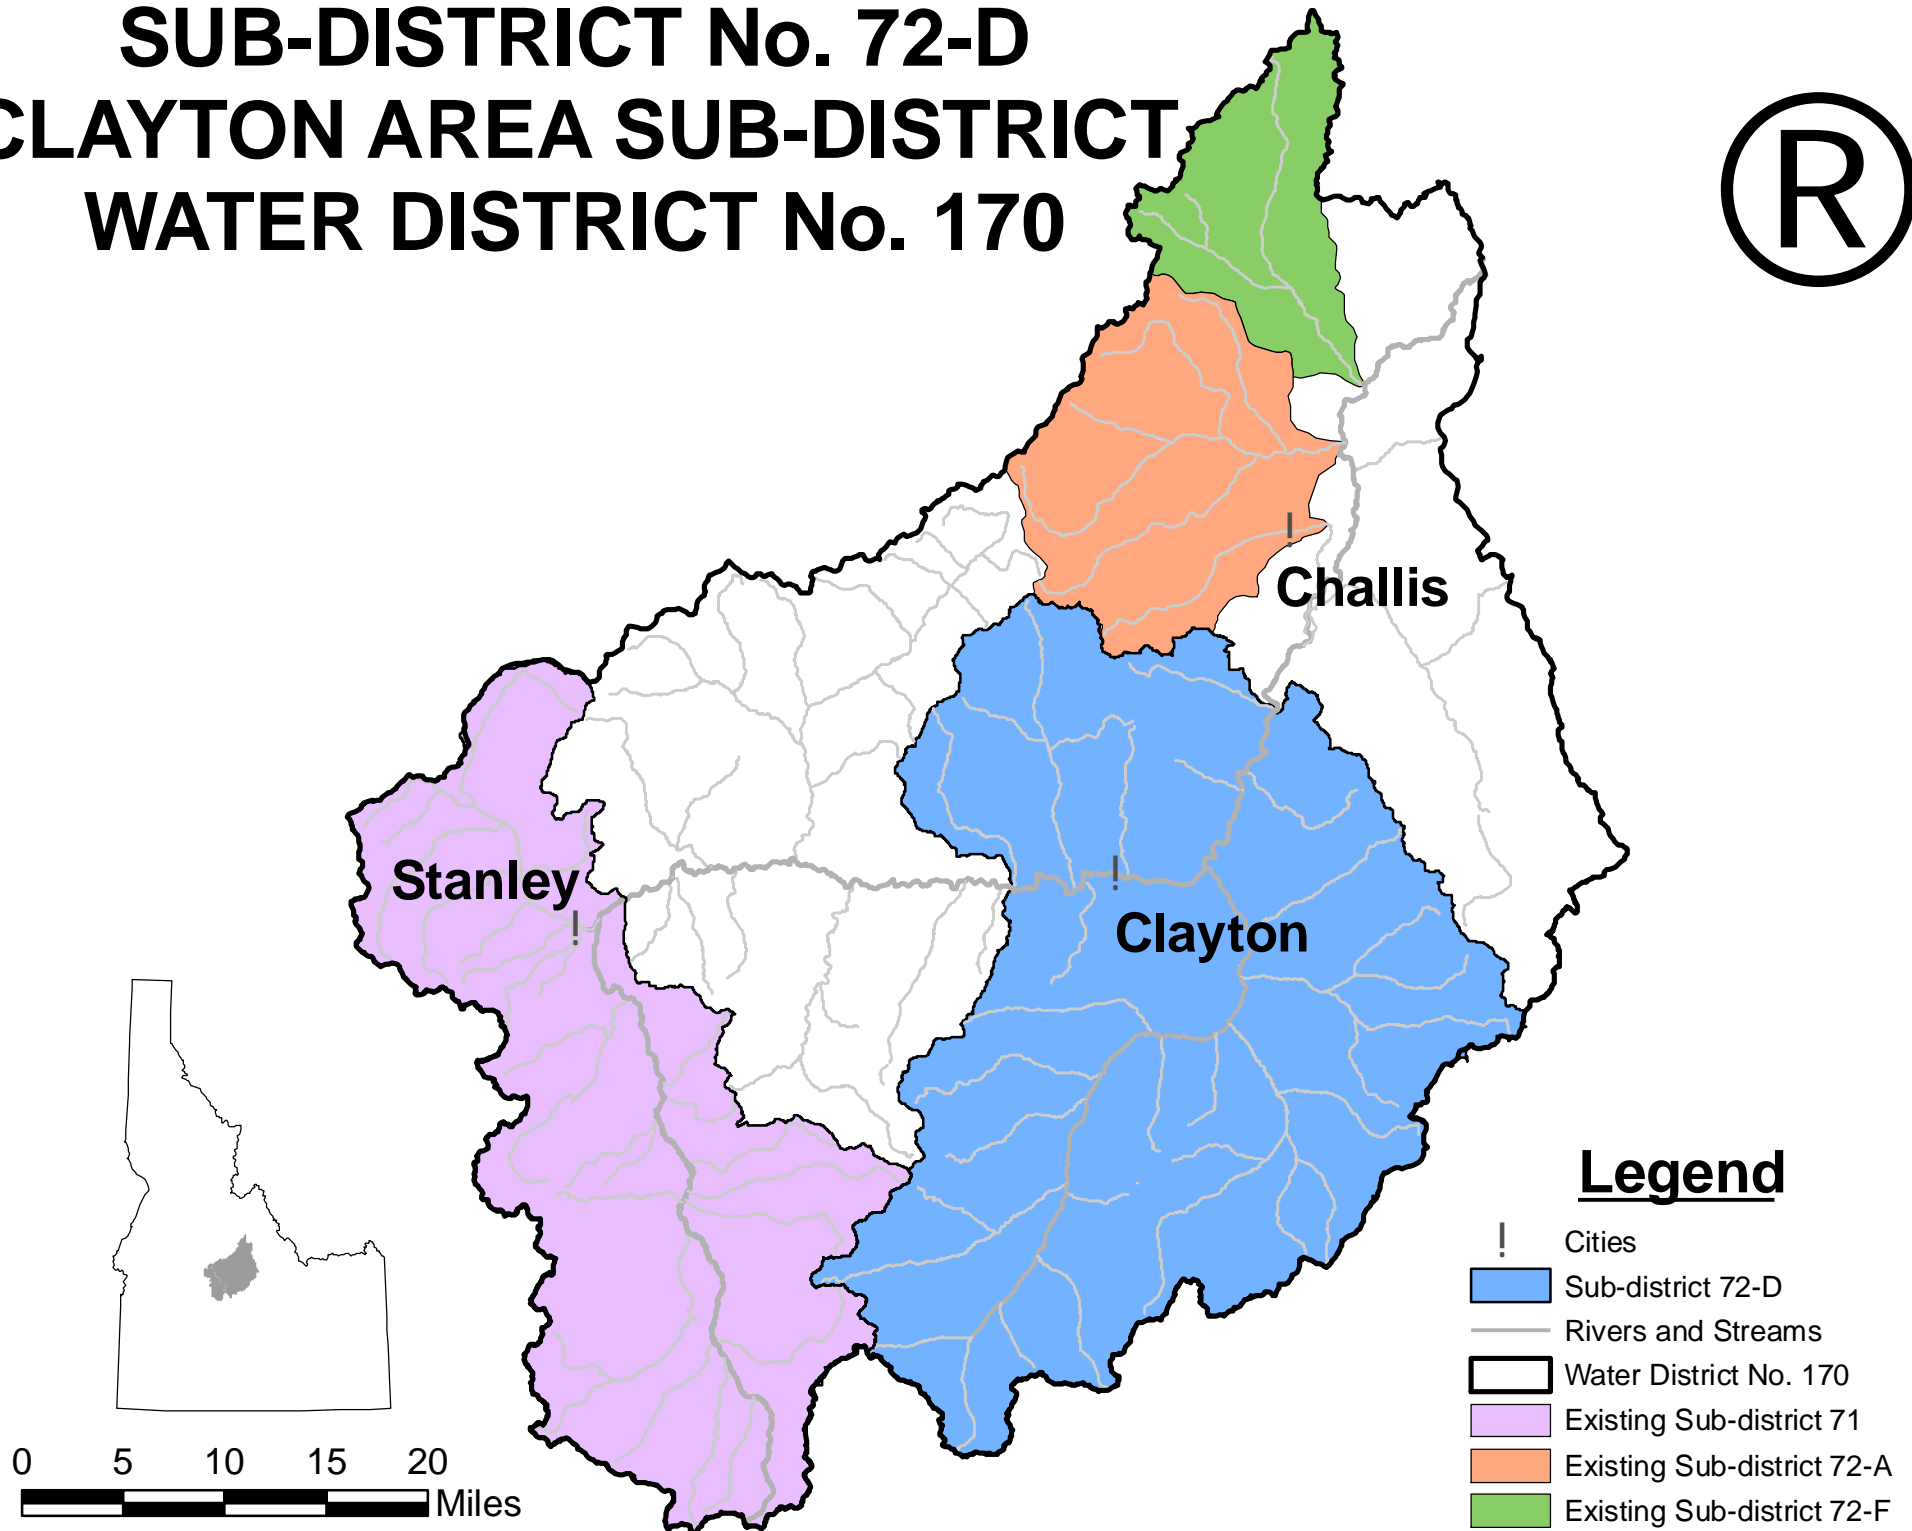 SUB-DISTRICT No. 72-D
CLAYTON AREA SUB-DISTRICT
WATER DISTRICT No. 170
R
Challis
Stanley
Clayton
Legend
! Cities
Sub-district 72-D
Rivers and Streams
Water District No. 170
Existing Sub-district 71
Existing Sub-district 72-A
Existing Sub-district 72-F
0 5 10 15 20
Miles